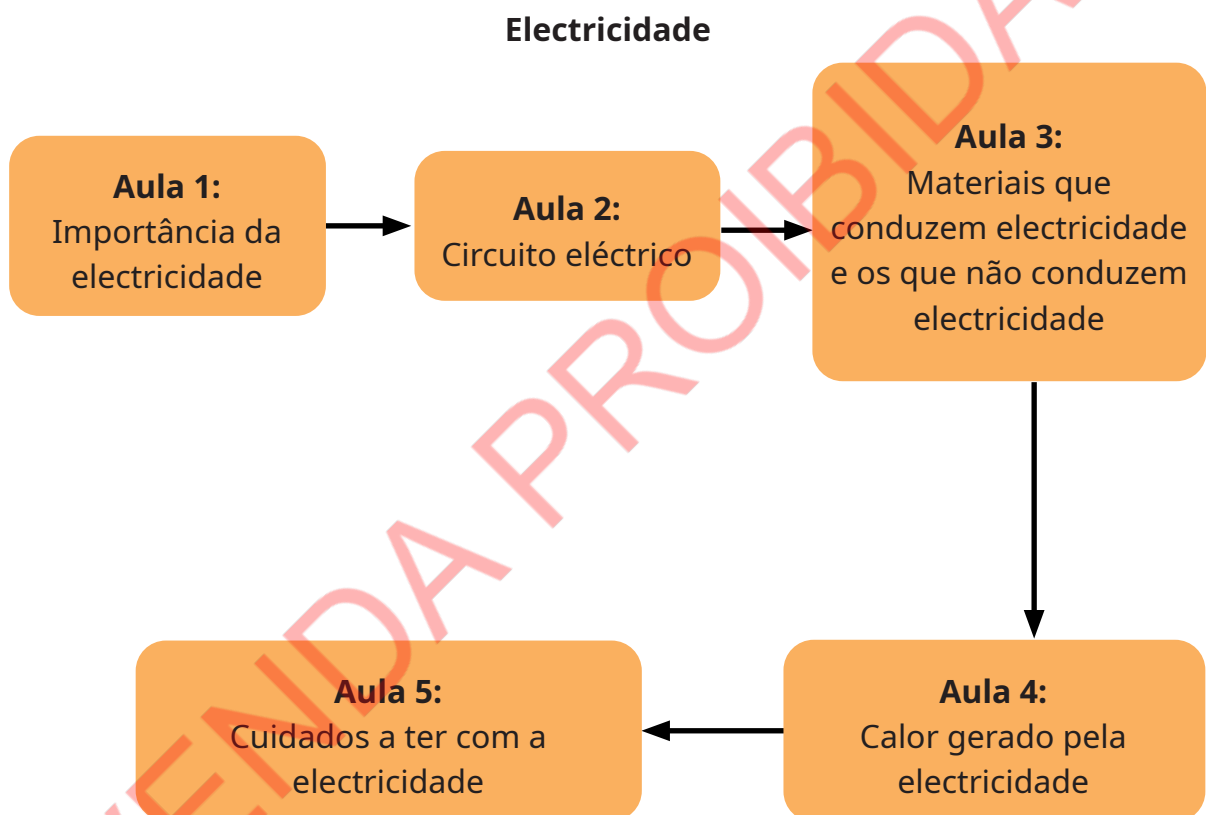 Electricidade
Aula 1:
Importância da
electricidade
Aula 2:
Circuito eléctrico
Aula 3:
Materiais que
conduzem electricidade
e os que não conduzem
electricidade
Aula 4:
Calor gerado pela
electricidade
Aula 5:
Cuidados a ter com a
electricidade
VENDA PROIBIDA